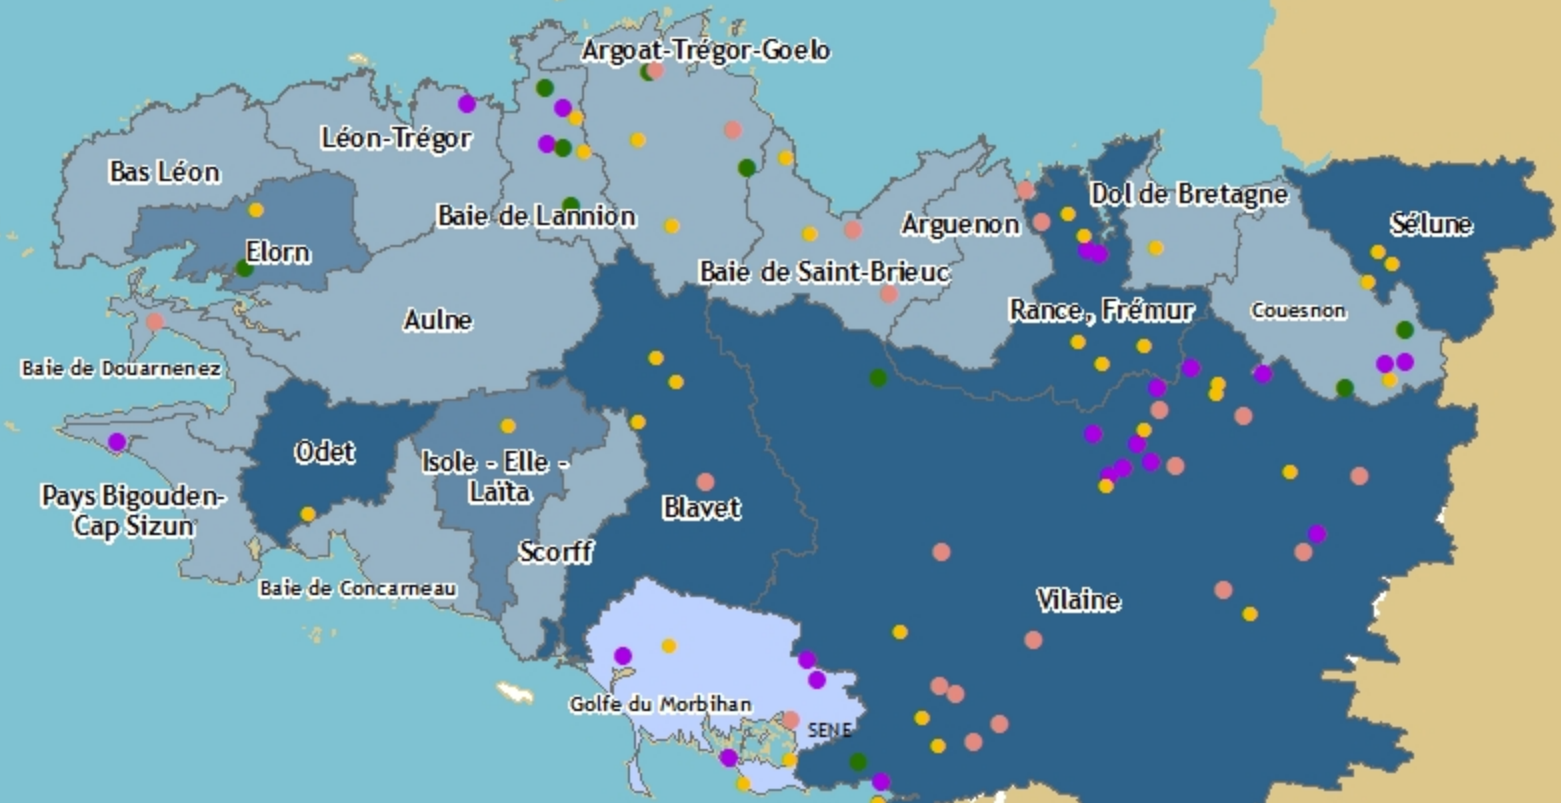 Argoat-Trégor-Goelo
Léon-Trégor
Bas Léon
Dol de Bretagne
Baie de Lannion
Arguenon
Sélune
Elorn
Baie de Saint-Brieuc
Aulne
Rance, Frémur
Couesnon
Baie de Douarnenez
Odet
Isole - Elle -
Laïta
Pays Bigouden-
Cap Sizun
Blavet
Scorff
Baie de Concarneau
Vilaine
Golfe du Morbihan
SENE